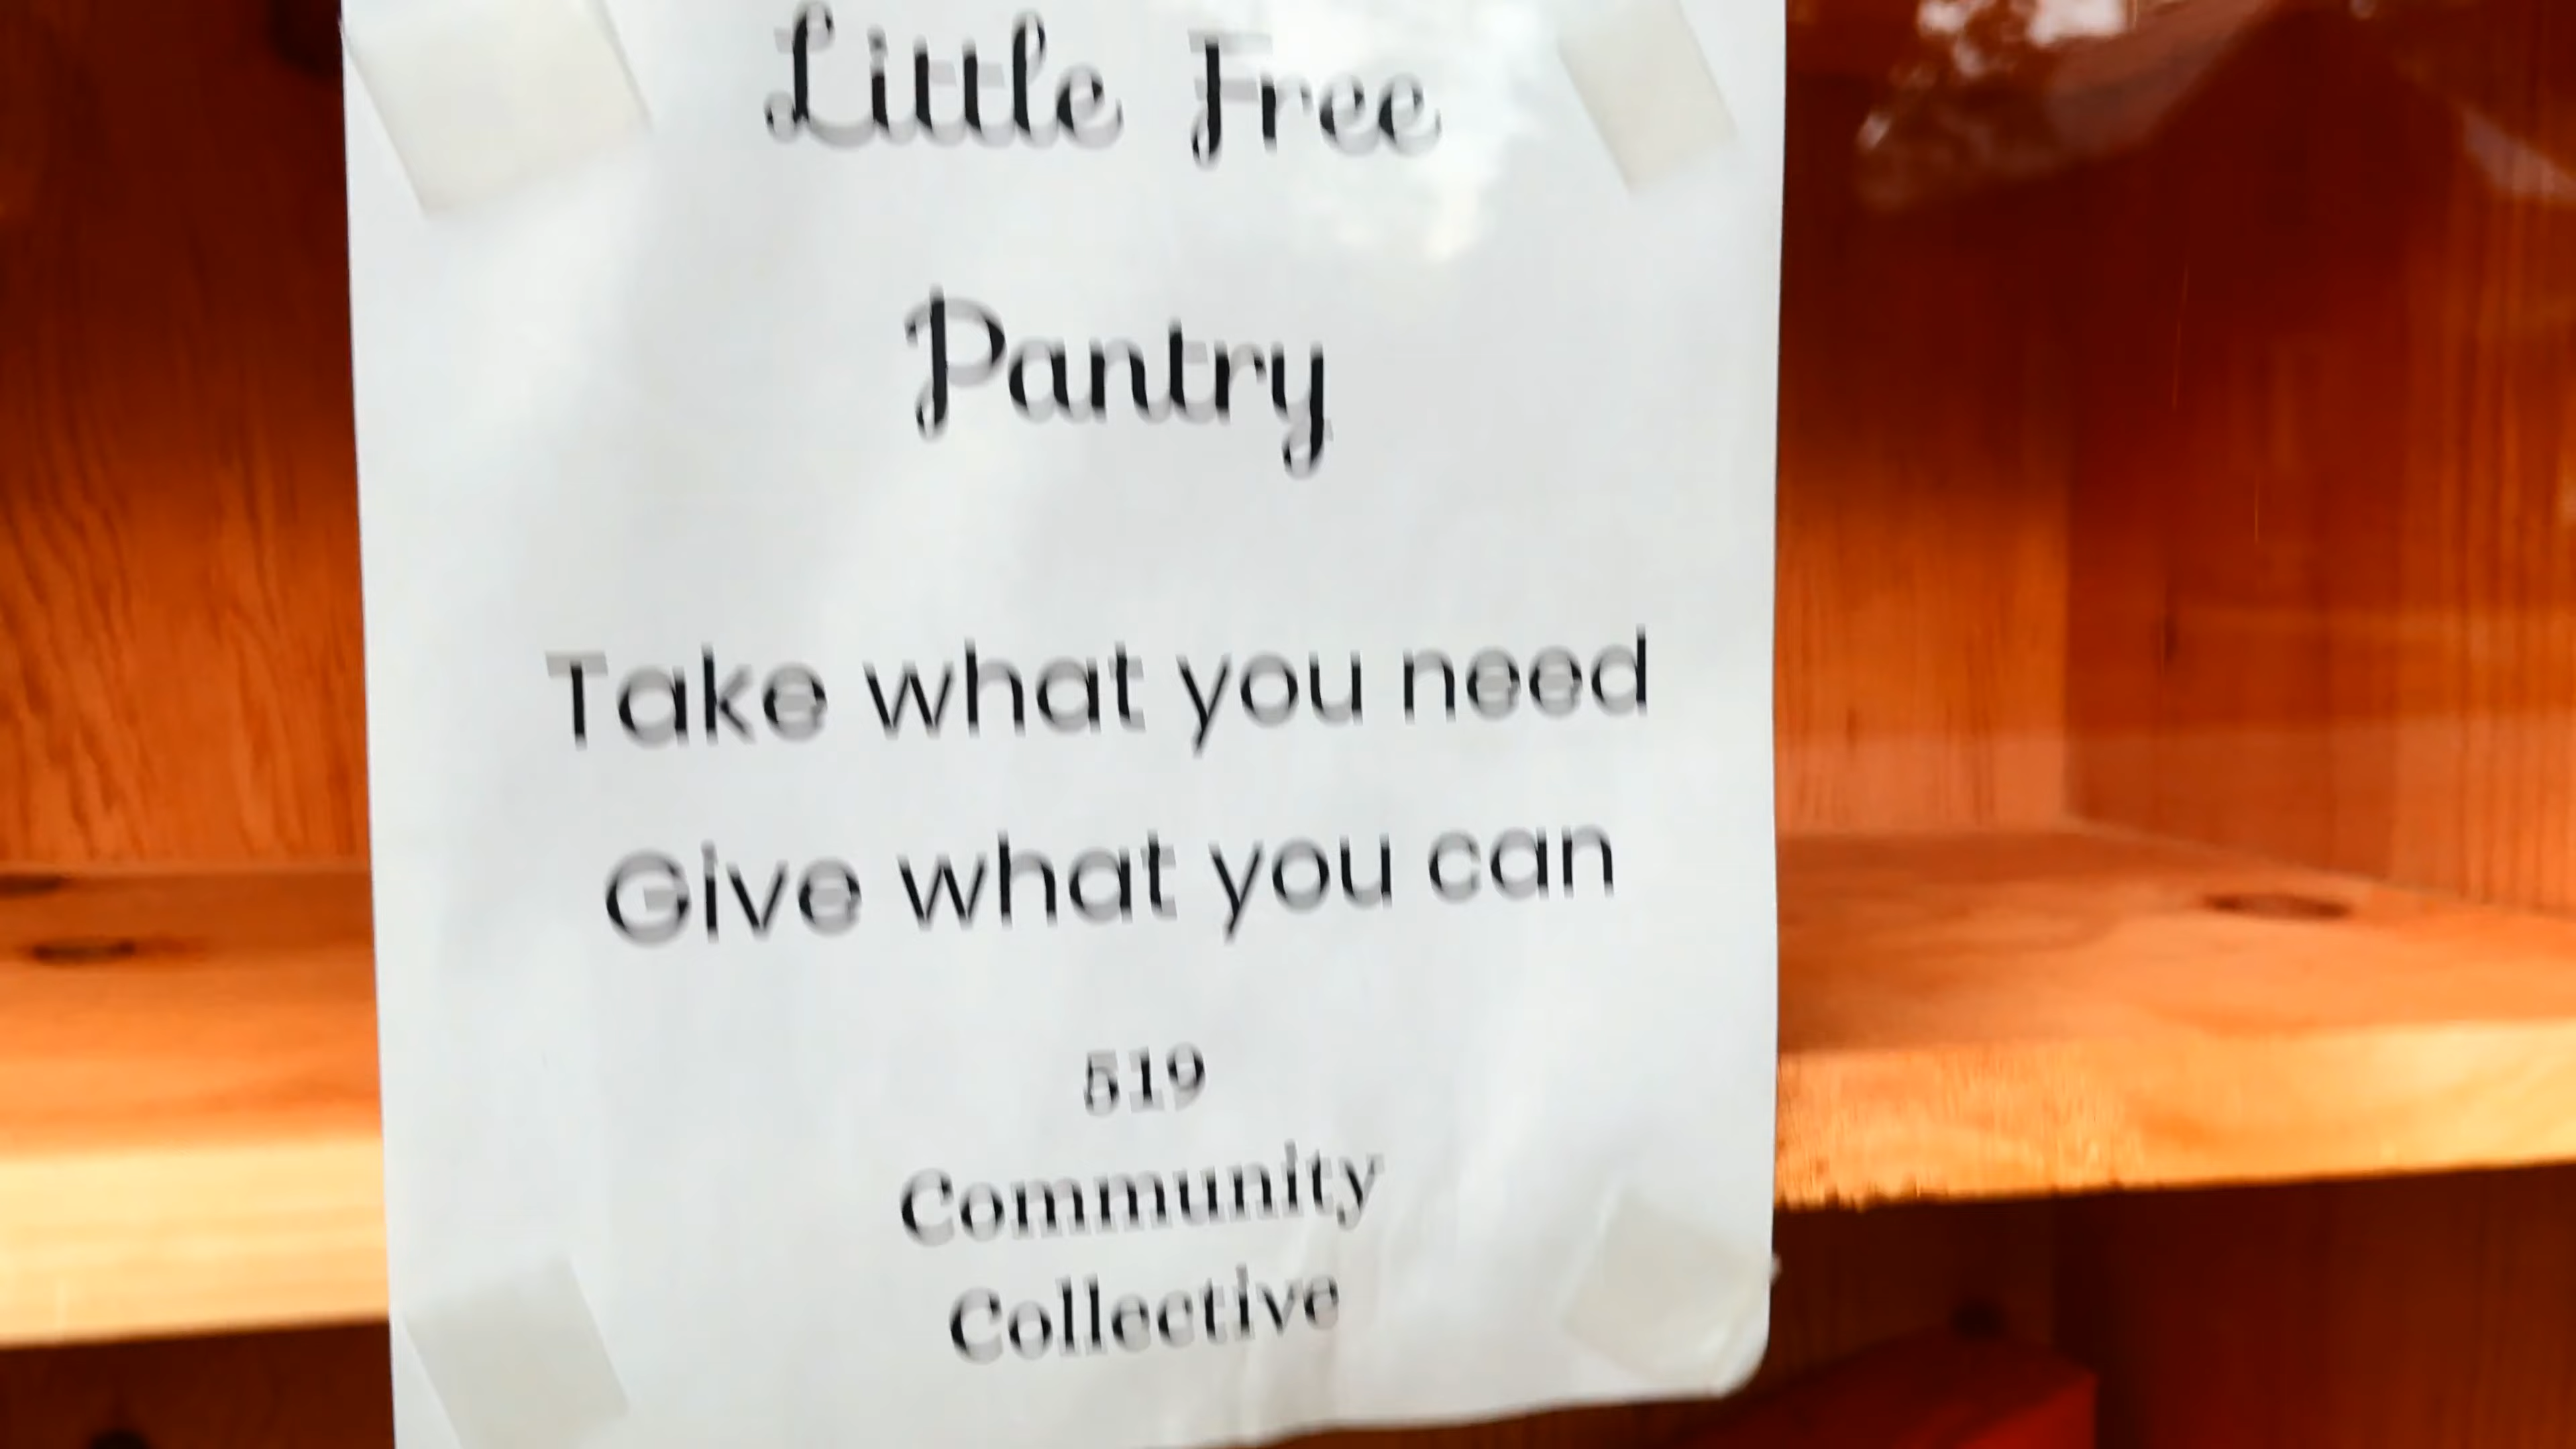 Little Free
Pantry
Take what you need
Give what you can
519
Community
Collective